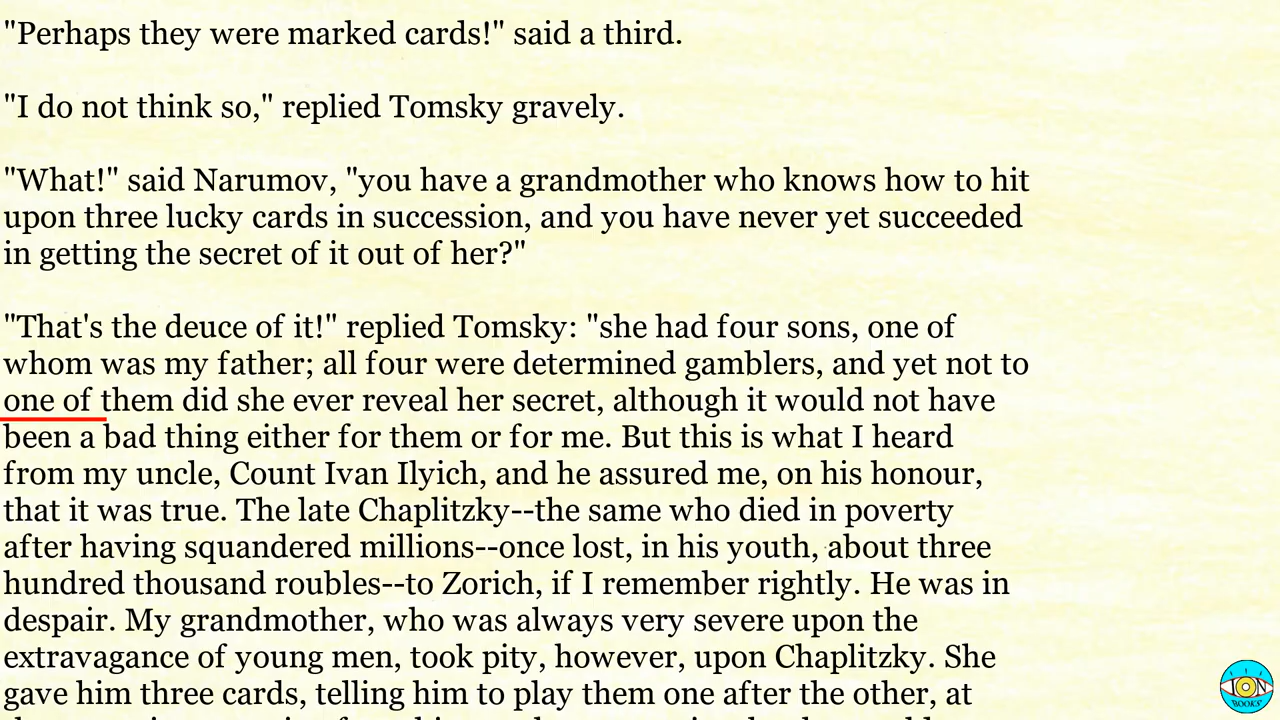 "Perhaps they were marked cards!" said a third.
"I do not think so," replied Tomsky gravely.
"What!" said Narumov, "you have a grandmother who knows how to hit
upon three lucky cards in succession, and you have never yet succeeded
in getting the secret of it out of her?"
"That's the deuce of it!" replied Tomsky: "she had four sons, one of
whom was my father; all four were determined gamblers, and yet not to
one of them did she ever reveal her secret, although it would not have
been a bad thing either for them or for me. But this is what I heard
from my uncle, Count Ivan Ilyich, and he assured me, on his honour,
that it was true. The late Chaplitzky--the same who died in poverty
after having squandered millions--once lost, in his youth, about three
hundred thousand roubles--to Zorich, if I remember rightly. He was in
despair. My grandmother, who was always very severe upon the
extravagance of young men, took pity, however, upon Chaplitzky. She
gave him three cards, telling him to play them one after the other, at
ION
BOOKS